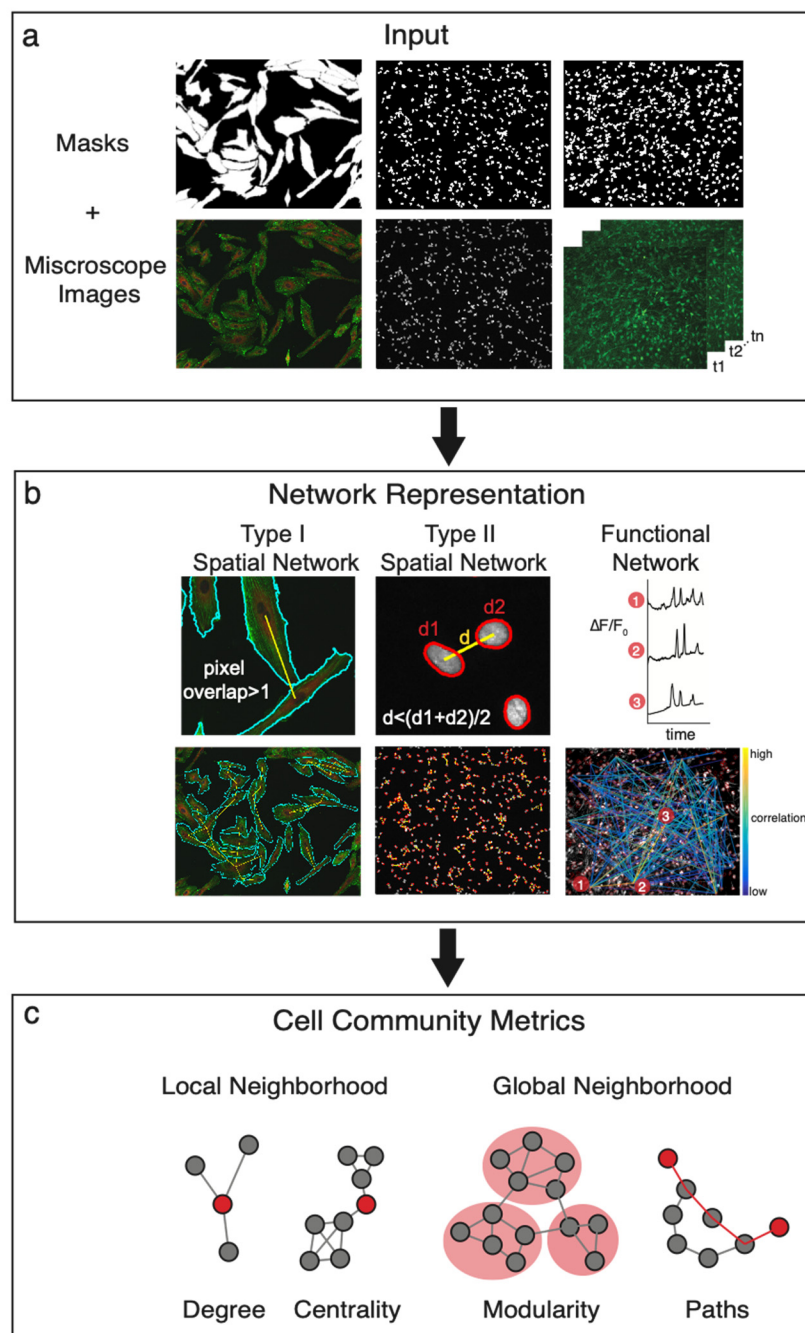 a
Input
Masks
+
Miscroscope
Images
t1
t2
tn
b
Network Representation
Type I
Spatial Network
Type II
Spatial Network
Functional
Network
pixel
overlap>1
d1
d2
d
d<(d1+d2)/2
1
ΔF/F0
2
3
time
3
1
2
high
correlation
low
c
Cell Community Metrics
Local Neighborhood
Global Neighborhood
Degree
Centrality
Modularity
Paths